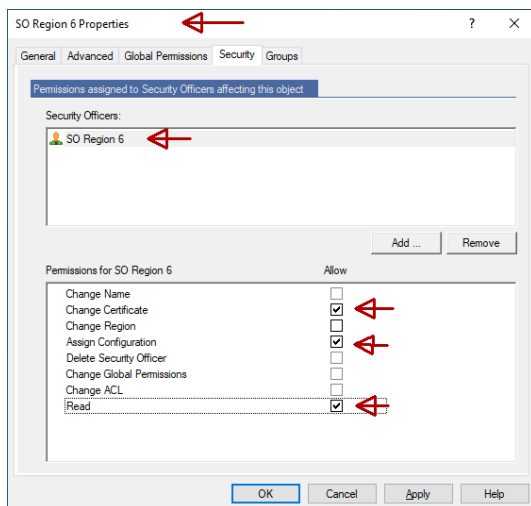 SO Region 6 Properties
?
General Advanced Global Permissions Security Groups
Permissions assigned to Security Officers affecting this object
Security Officers:
SO Region 6
Add ... Remove
Permissions for SO Region 6 Allow
Change Name
Change Certificate
Change Region
Assign Configuration
Delete Security Officer
Change Global Permissions
Change ACL
Read
OK Cancel Apply Help